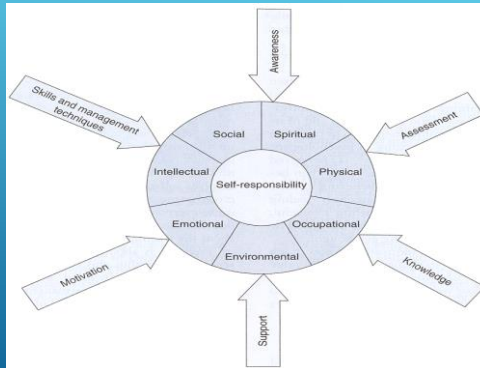 Awareness
Skills and management
techniques
Assessment
Social
Spiritual
Intellectual
Self-responsibility
Physical
Emotional
Occupational
Environmental
Motivation
Knowledge
Support